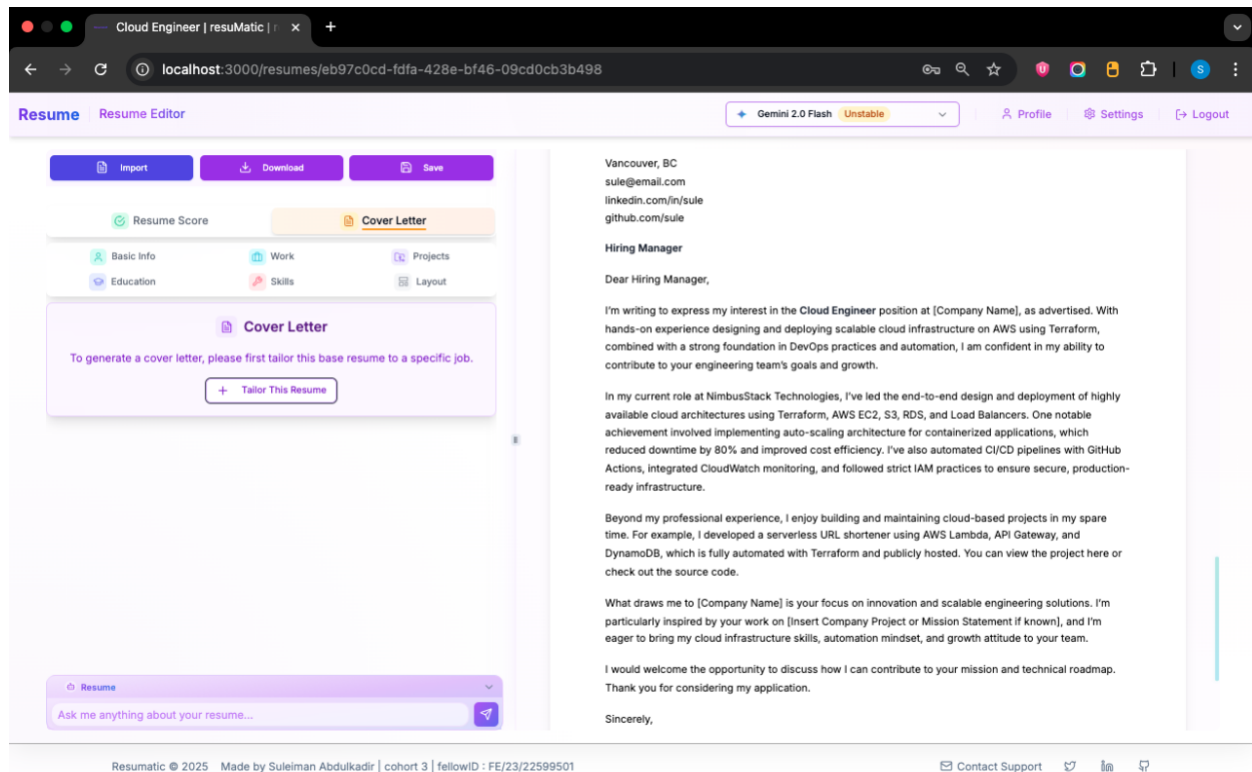 Cloud Engineer | resuMatic |
localhost:3000/resumes/eb97c0cd-fdfa-428e-bf46-09cd0cb3b498
S
Resume Resume Editor
Gemini 2.0 Flash Unstable
Profile Settings Logout
Import Download Save
Resume Score Cover Letter
Basic Info Work Projects
Education Skills Layout
Cover Letter
To generate a cover letter, please first tailor this base resume to a specific job.
+ Tailor This Resume
Resume
Ask me anything about your resume...
Vancouver, BC
sule@email.com
linkedin.com/in/sule
github.com/sule
Hiring Manager
Dear Hiring Manager,
I'm writing to express my interest in the Cloud Engineer position at [Company Name], as advertised. With
hands-on experience designing and deploying scalable cloud infrastructure on AWS using Terraform,
combined with a strong foundation in DevOps practices and automation, I am confident in my ability to
contribute to your engineering team's goals and growth.
In my current role at NimbusStack Technologies, I've led the end-to-end design and deployment of highly
available cloud architectures using Terraform, AWS EC2, S3, RDS, and Load Balancers. One notable
achievement involved implementing auto-scaling architecture for containerized applications, which
reduced downtime by 80% and improved cost efficiency. I've also automated CI/CD pipelines with GitHub
Actions, integrated CloudWatch monitoring, and followed strict IAM practices to ensure secure, production-
ready infrastructure.
Beyond my professional experience, I enjoy building and maintaining cloud-based projects in my spare
time. For example, I developed a serverless URL shortener using AWS Lambda, API Gateway, and
DynamoDB, which is fully automated with Terraform and publicly hosted. You can view the project here or
check out the source code.
What draws me to [Company Name] is your focus on innovation and scalable engineering solutions. I'm
particularly inspired by your work on [Insert Company Project or Mission Statement if known], and I'm
eager to bring my cloud infrastructure skills, automation mindset, and growth attitude to your team.
I would welcome the opportunity to discuss how I can contribute to your mission and technical roadmap.
Thank you for considering my application.
Sincerely,
Resumatic © 2025 Made by Suleiman Abdulkadir | cohort 3 | fellowID : FE/23/22599501
Contact Support